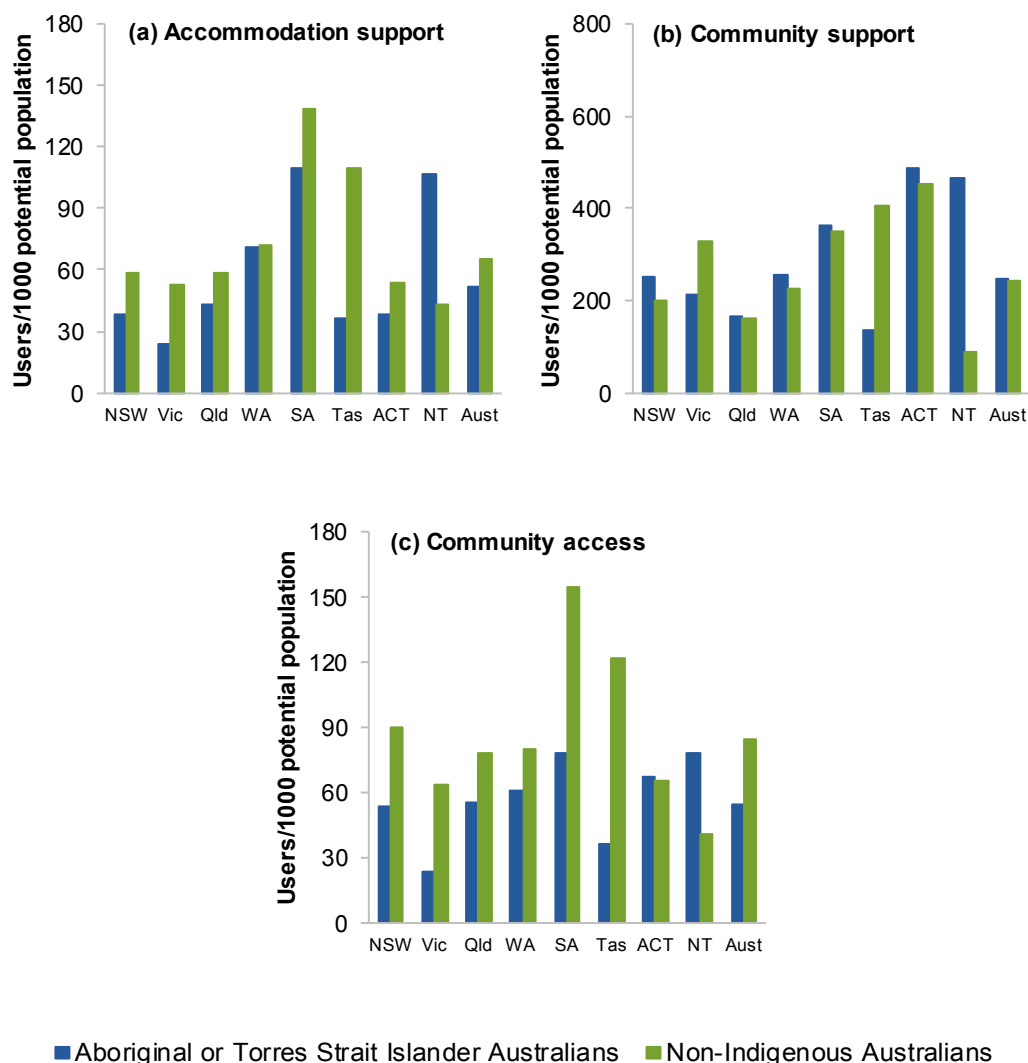 (a) Accommodation support
Users/1000 potential population
180
150
120
90
60
30
0
NSW Vic Qld WA SA Tas ACT NT Aust
(b) Community support
Users/1000 potential population
800
600
400
200
0
NSW Vic Qld WA SA Tas ACT NT Aust
(c) Community access
Users/1000 potential population
180
150
120
90
60
30
0
NSW Vic Qld WA SA Tas ACT NT Aust
Aboriginal or Torres Strait Islander Australians Non-Indigenous Australians